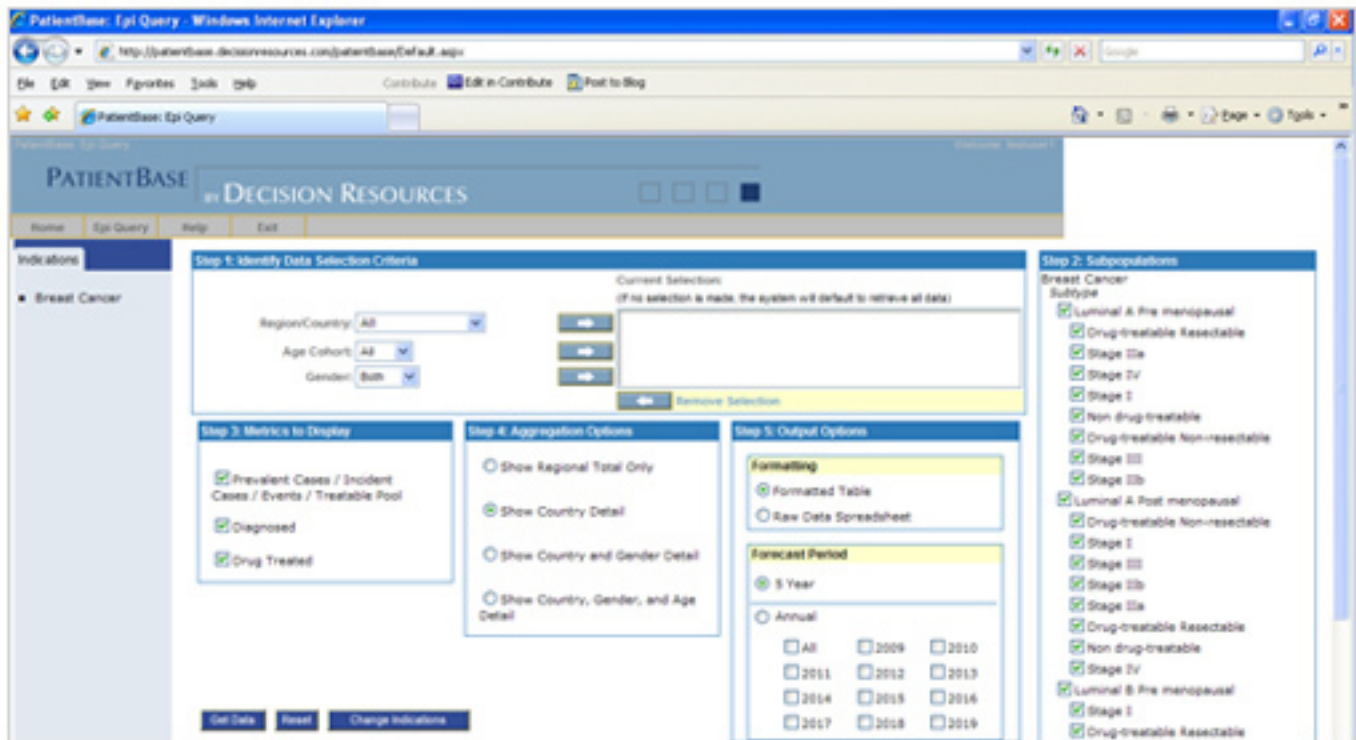 PatientBase: Epi Query - Windows Internet Explorer
http://patientbase.decisionresources.com/patientbase/Default.aspx
Google
File Edit View Favorites Tools Help
Contribute Edit in Contribute Post to Blog
PatientBase: Epi Query
Page Tools
PatientBase: Epi Query
PATIENTBASE
BY DECISION RESOURCES
Home Epi Query Help Exit
Indications
Breast Cancer
Step 1: Identify Data Selection Criteria
Current Selection:
(If no selection is made, the system will default to retrieve all data)
Region/Country: All
Age Cohort: All
Gender: Both
Remove Selection
Step 3: Metrics to Display
Prevalent Cases / Incident
Cases / Events / Treatable Pool
Diagnosed
Drug Treated
Step 4: Aggregation Options
Show Regional Total Only
Show Country Detail
Show Country and Gender Detail
Show Country, Gender, and Age
Detail
Step 5: Output Options
Formatting
Formatted Table
Raw Data Spreadsheet
Forecast Period
5 Year
Annual
All 2009 2010
2011 2012 2013
2014 2015 2016
2017 2018 2019
Get Data Reset Change Indications
Step 2: Subpopulations
Breast Cancer
Subtype
Luminal A Pre menopausal
Drug-treatable Resectable
Stage IIa
Stage IV
Stage I
Non drug-treatable
Drug-treatable Non-resectable
Stage III
Stage IIb
Luminal A Post menopausal
Drug-treatable Non-resectable
Stage I
Stage III
Stage IIb
Stage IIa
Drug-treatable Resectable
Non drug-treatable
Stage IV
Luminal B Pre menopausal
Stage I
Drug-treatable Resectable